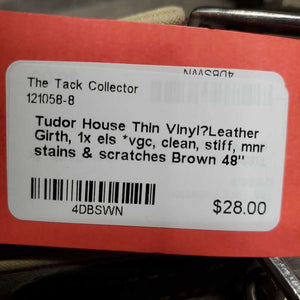 4DBSWN
The Tack Collector
121058-8
Tudor House Thin Vinyl?Leather
Girth, 1x els *vgc, clean, stiff, mnr
stains & scratches Brown 48"
4DBSWN
$28.00